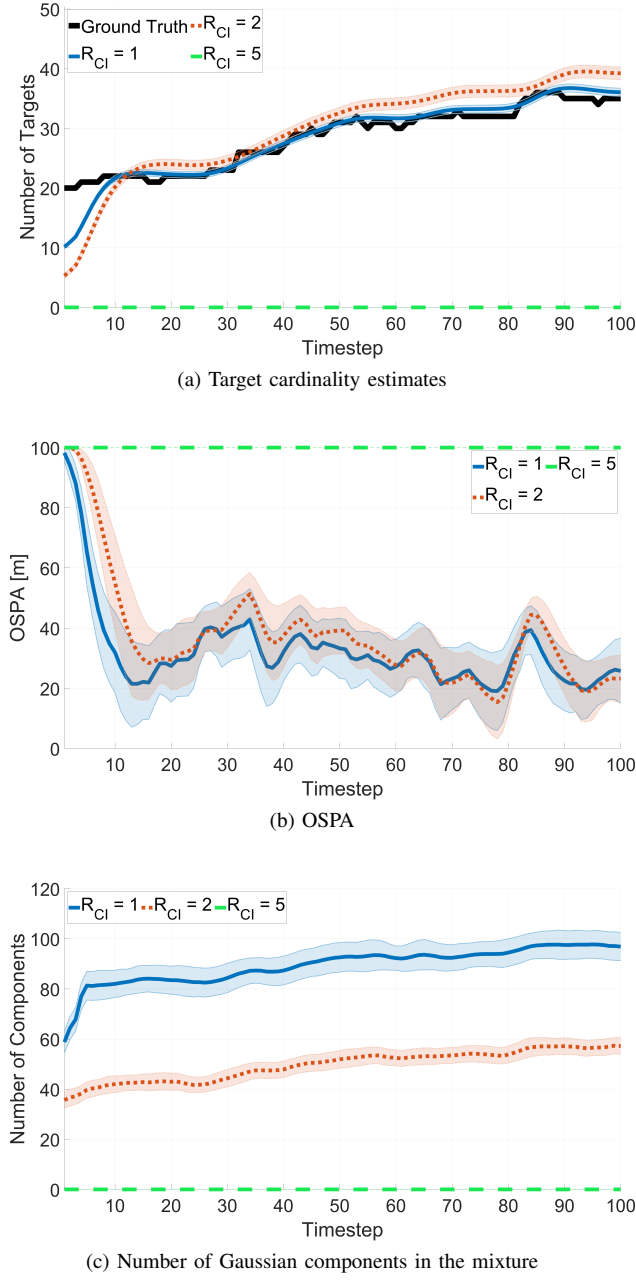 50
40
30
20
10
0
Number of Targets
Ground Truth R_CI = 2
R_CI = 1 R_CI = 5
10 20 30 40 50 60 70 80 90 100
Timestep
(a) Target cardinality estimates
100
80
60
40
20
0
OSPA [m]
R_CI = 1 R_CI = 5
R_CI = 2
10 20 30 40 50 60 70 80 90 100
Timestep
(b) OSPA
120
100
80
60
40
20
0
Number of Components
R_CI = 1 R_CI = 2 R_CI = 5
10 20 30 40 50 60 70 80 90 100
Timestep
(c) Number of Gaussian components in the mixture